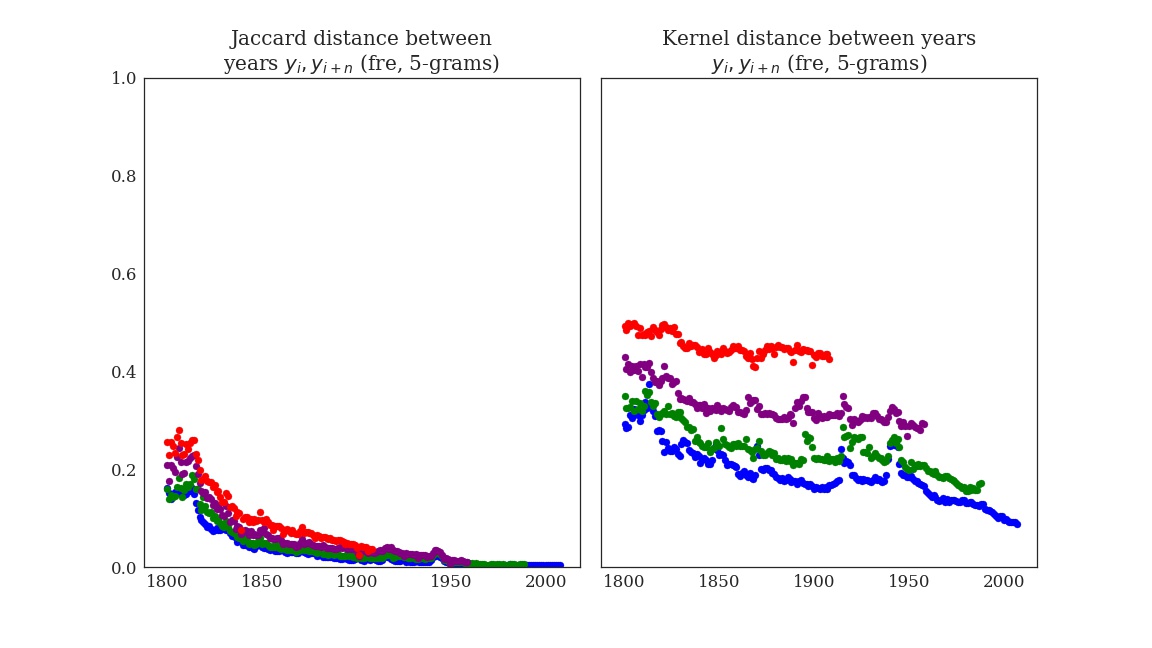 Jaccard distance between
years $y_i, y_{i+n}$ (fre, 5-grams)
Kernel distance between years
$y_i, y_{i+n}$ (fre, 5-grams)
1.0
0.8
0.6
0.4
0.2
0.0
1800 1850 1900 1950 2000
1800 1850 1900 1950 2000